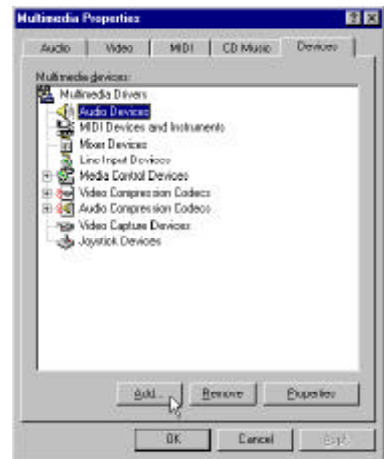 Multimedia Properties
Audio Video MIDI CD Music Devices
Multimedia devices:
Multimedia Drivers
Audio Devices
MIDI Devices and Instruments
Mixer Devices
Line Input Devices
Media Control Devices
Video Compression Codecs
Audio Compression Codecs
Video Capture Devices
Joystick Devices
Add... Remove Properties
OK Cancel Apply